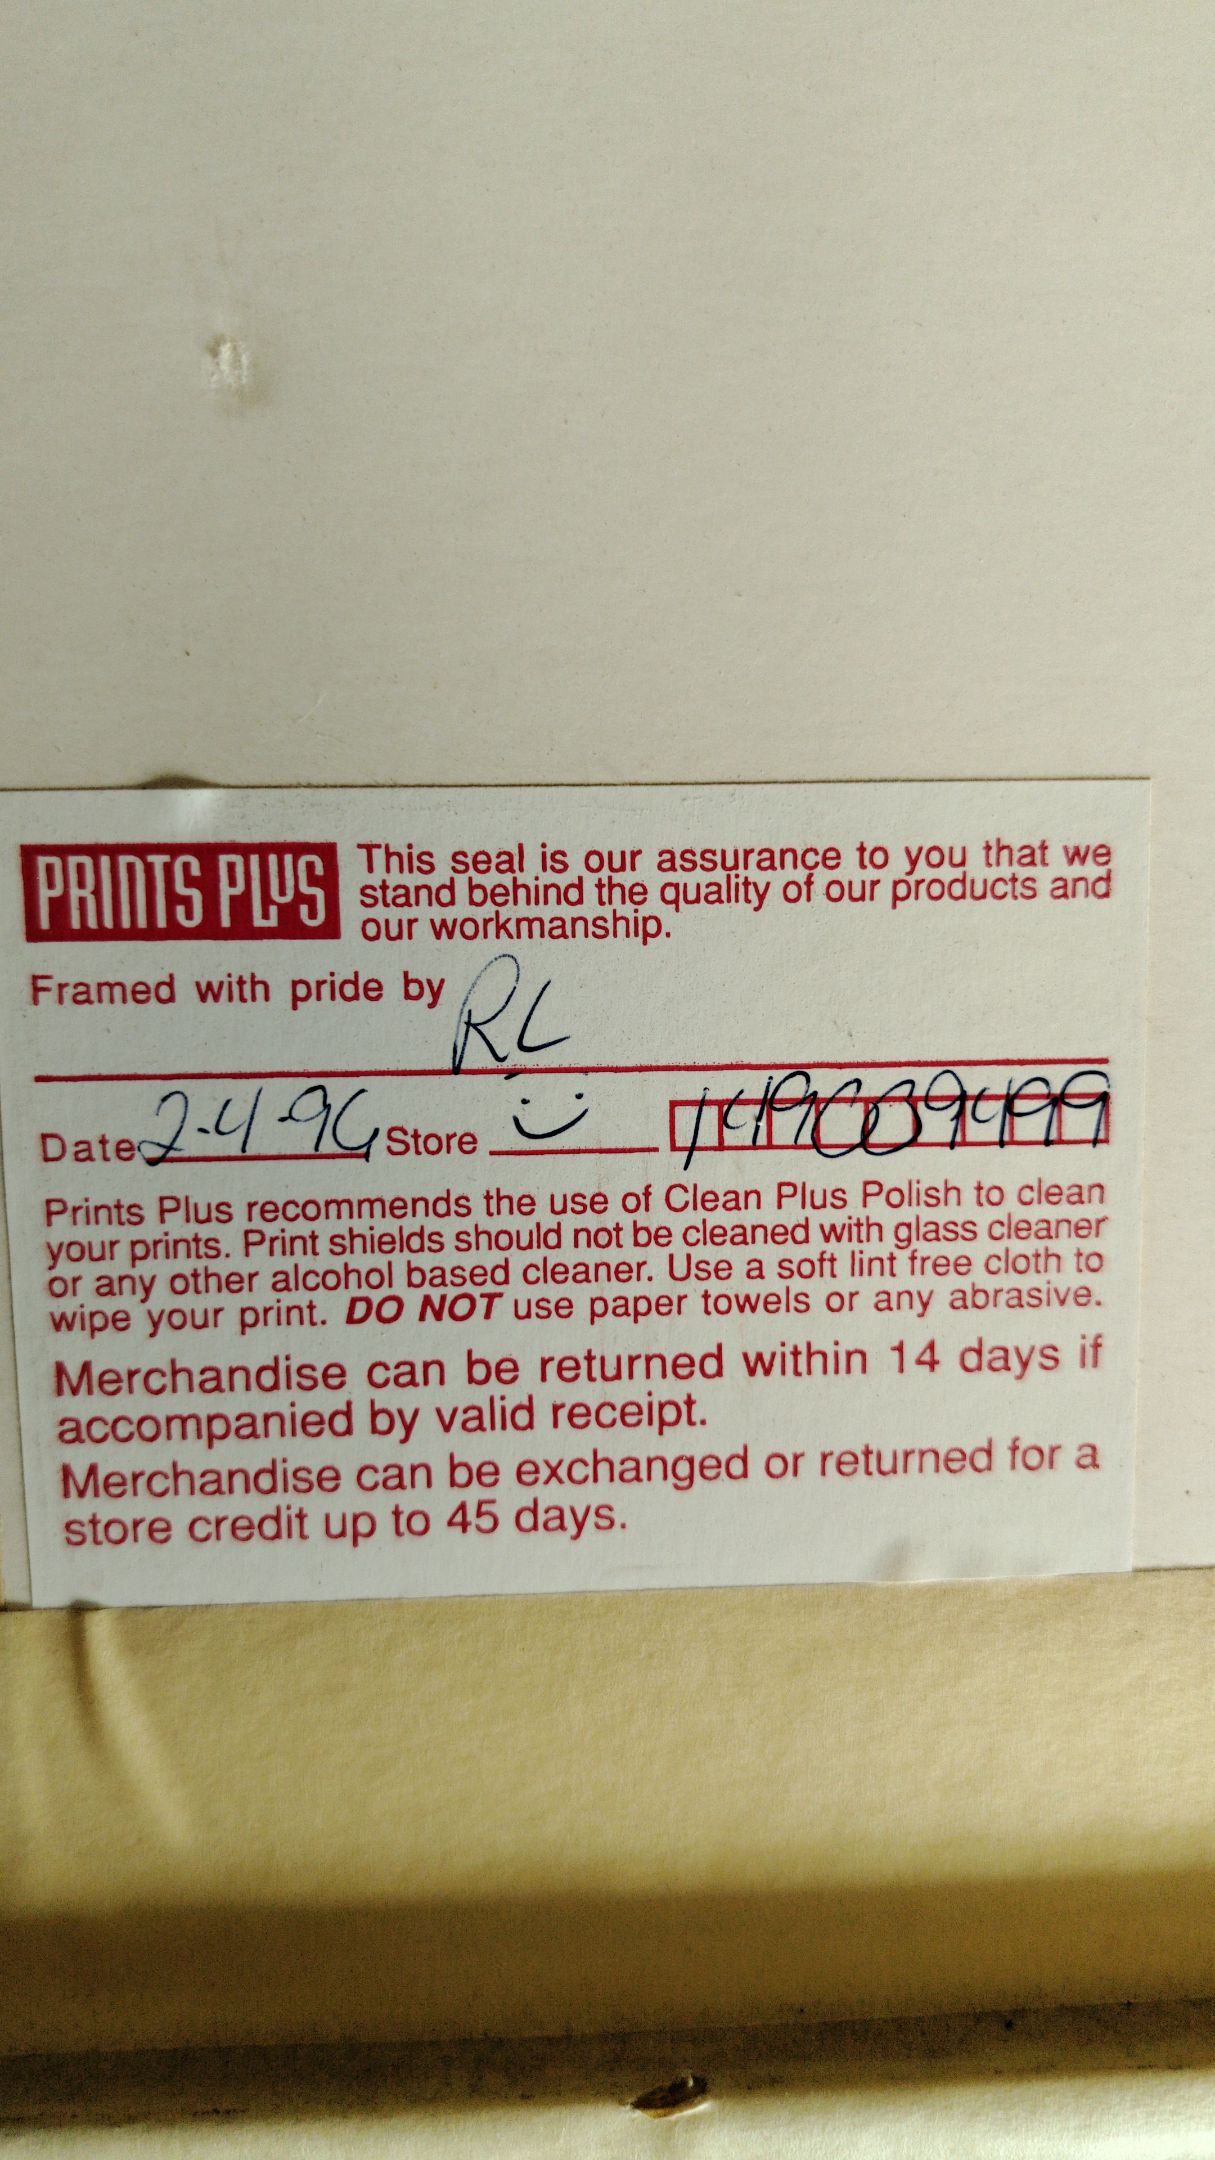 PRINTS PLUS
This seal is our assurance to you that we
stand behind the quality of our products and
our workmanship.
Framed with pride by RL
Date 2-4-96 Store :)
Prints Plus recommends the use of Clean Plus Polish to clean
your prints. Print shields should not be cleaned with glass cleaner
or any other alcohol based cleaner. Use a soft lint free cloth to
wipe your print. DO NOT use paper towels or any abrasive.
Merchandise can be returned within 14 days if
accompanied by valid receipt.
Merchandise can be exchanged or returned for a
store credit up to 45 days.